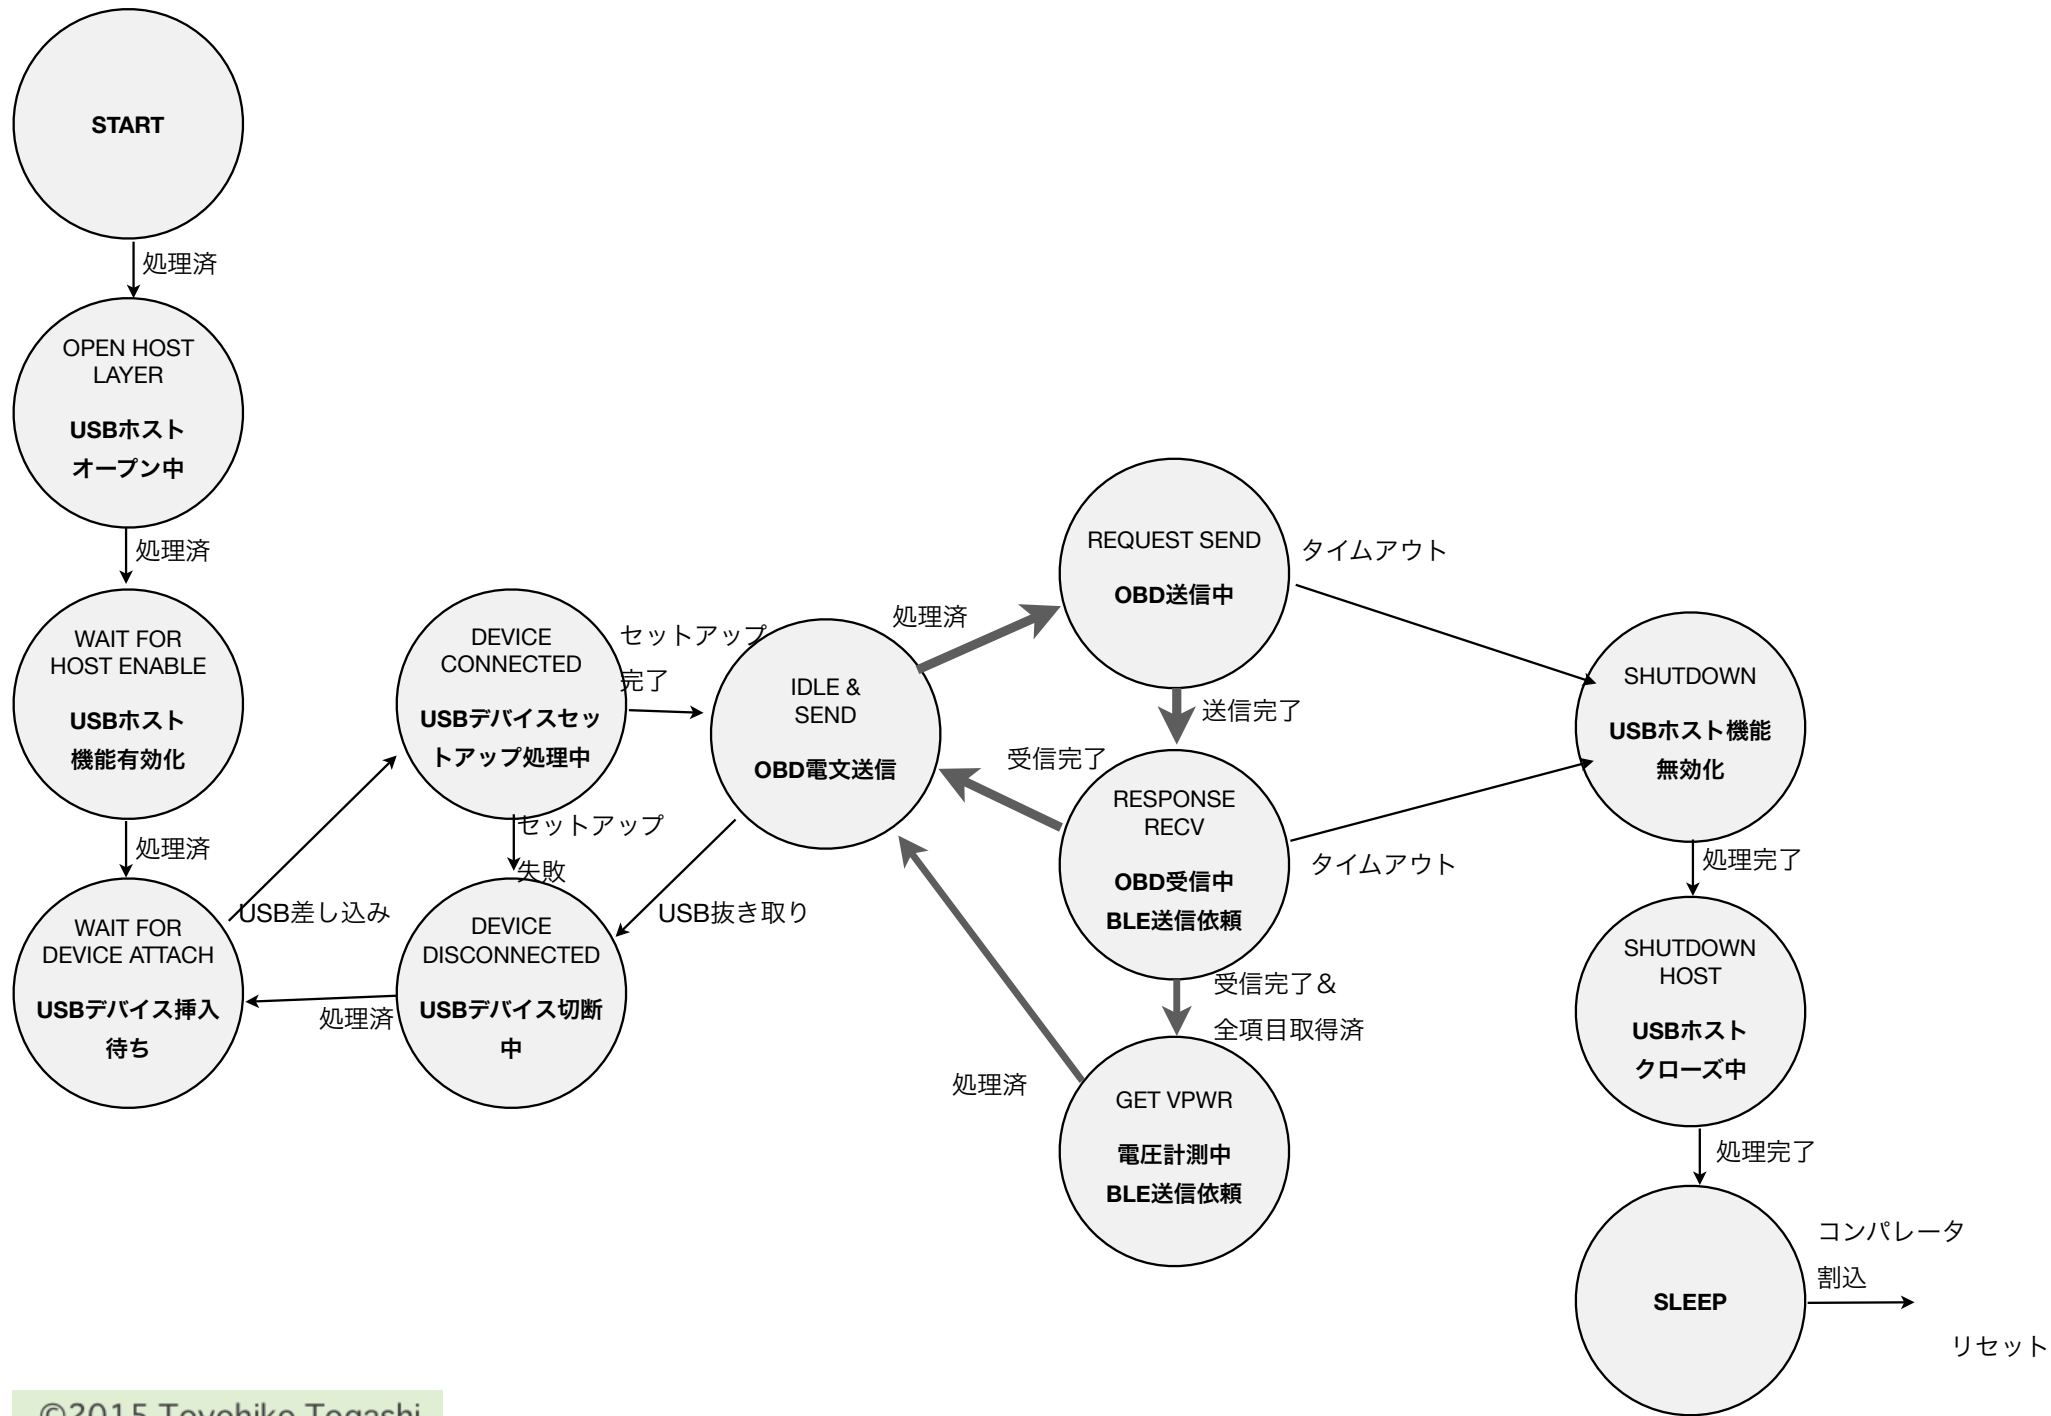 START
処理済
OPEN HOST
LAYER
USBホスト
オープン中
処理済
WAIT FOR
HOST ENABLE
USBホスト
機能有効化
処理済
WAIT FOR
DEVICE ATTACH
USBデバイス挿入
待ち
USB差し込み
DEVICE
CONNECTED
USBデバイスセッ
トアップ処理中
セットアップ
完了
セットアップ
失敗
DEVICE
DISCONNECTED
USBデバイス切断
中
処理済
IDLE &
SEND
OBD電文送信
USB抜き取り
処理済
REQUEST SEND
OBD送信中
タイムアウト
送信完了
受信完了
RESPONSE
RECV
OBD受信中
BLE送信依頼
タイムアウト
受信完了＆
全項目取得済
処理済
GET VPWR
電圧計測中
BLE送信依頼
SHUTDOWN
USBホスト機能
無効化
処理完了
SHUTDOWN
HOST
USBホスト
クローズ中
処理完了
SLEEP
コンパレータ
割込
リセット
©2015 Toyohiko Togashi